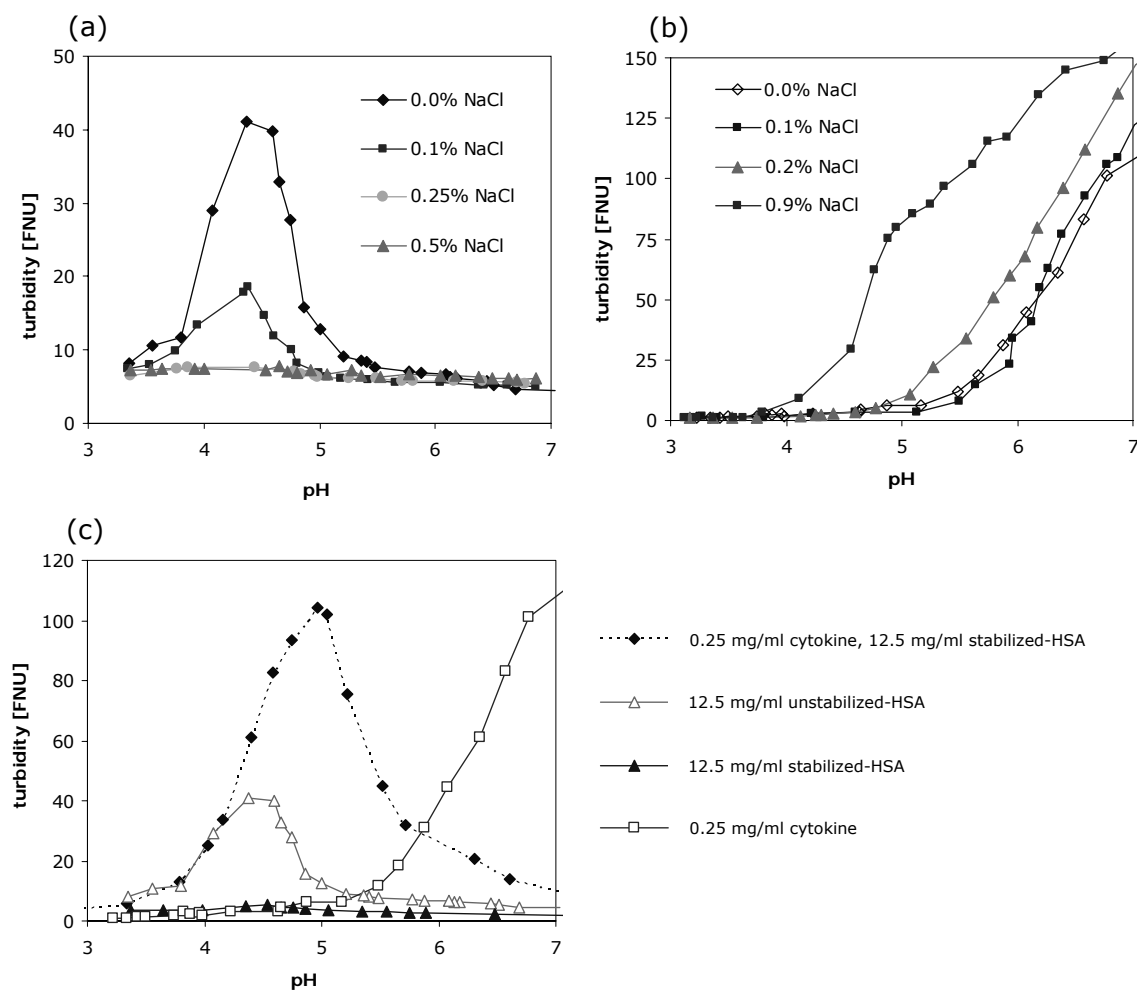 (a)
50
40
30
20
10
0
turbidity [FNU]
0.0% NaCl
0.1% NaCl
0.25% NaCl
0.5% NaCl
3 4 5 6 7
pH
(b)
150
125
100
75
50
25
0
turbidity [FNU]
0.0% NaCl
0.1% NaCl
0.2% NaCl
0.9% NaCl
3 4 5 6 7
pH
(c)
120
100
80
60
40
20
0
turbidity [FNU]
3 4 5 6 7
pH
0.25 mg/ml cytokine, 12.5 mg/ml stabilized-HSA
12.5 mg/ml unstabilized-HSA
12.5 mg/ml stabilized-HSA
0.25 mg/ml cytokine